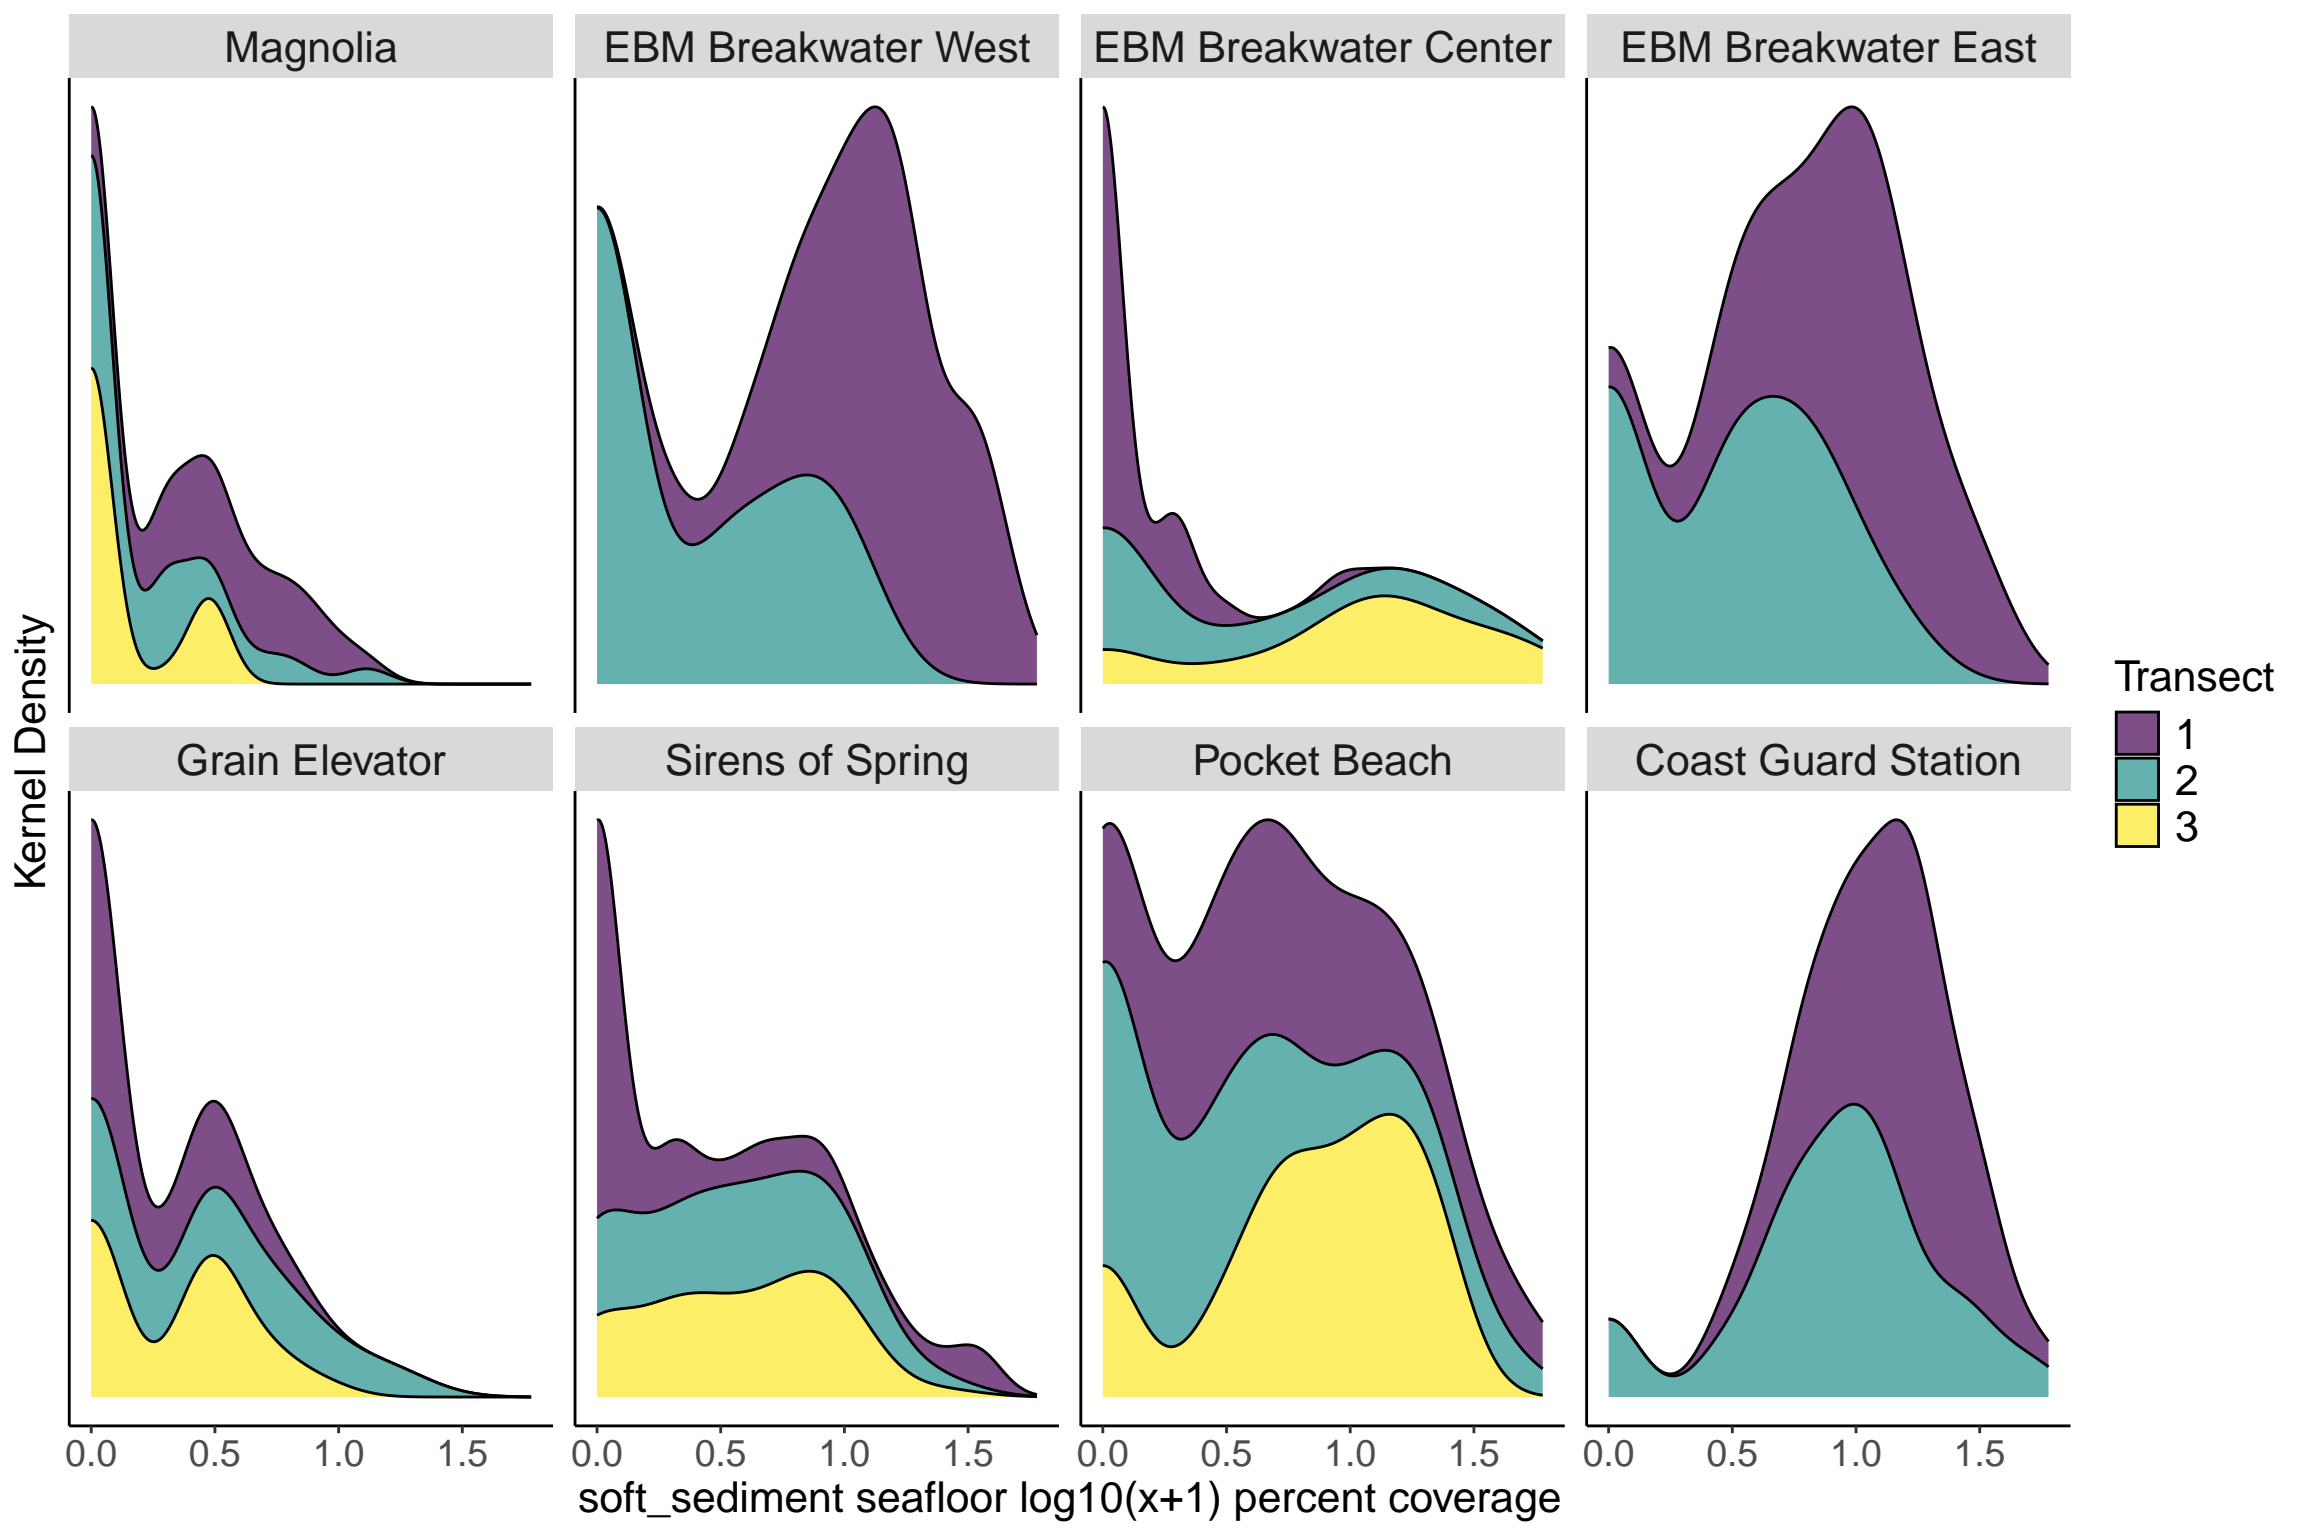 Magnolia
EBM Breakwater West
EBM Breakwater Center
EBM Breakwater East
Kernel Density
Grain Elevator
Sirens of Spring
Pocket Beach
Coast Guard Station
0.0 0.5 1.0 1.5
0.0 0.5 1.0 1.5
0.0 0.5 1.0 1.5
0.0 0.5 1.0 1.5
soft_sediment seafloor log10(x+1) percent coverage
Transect
1
2
3